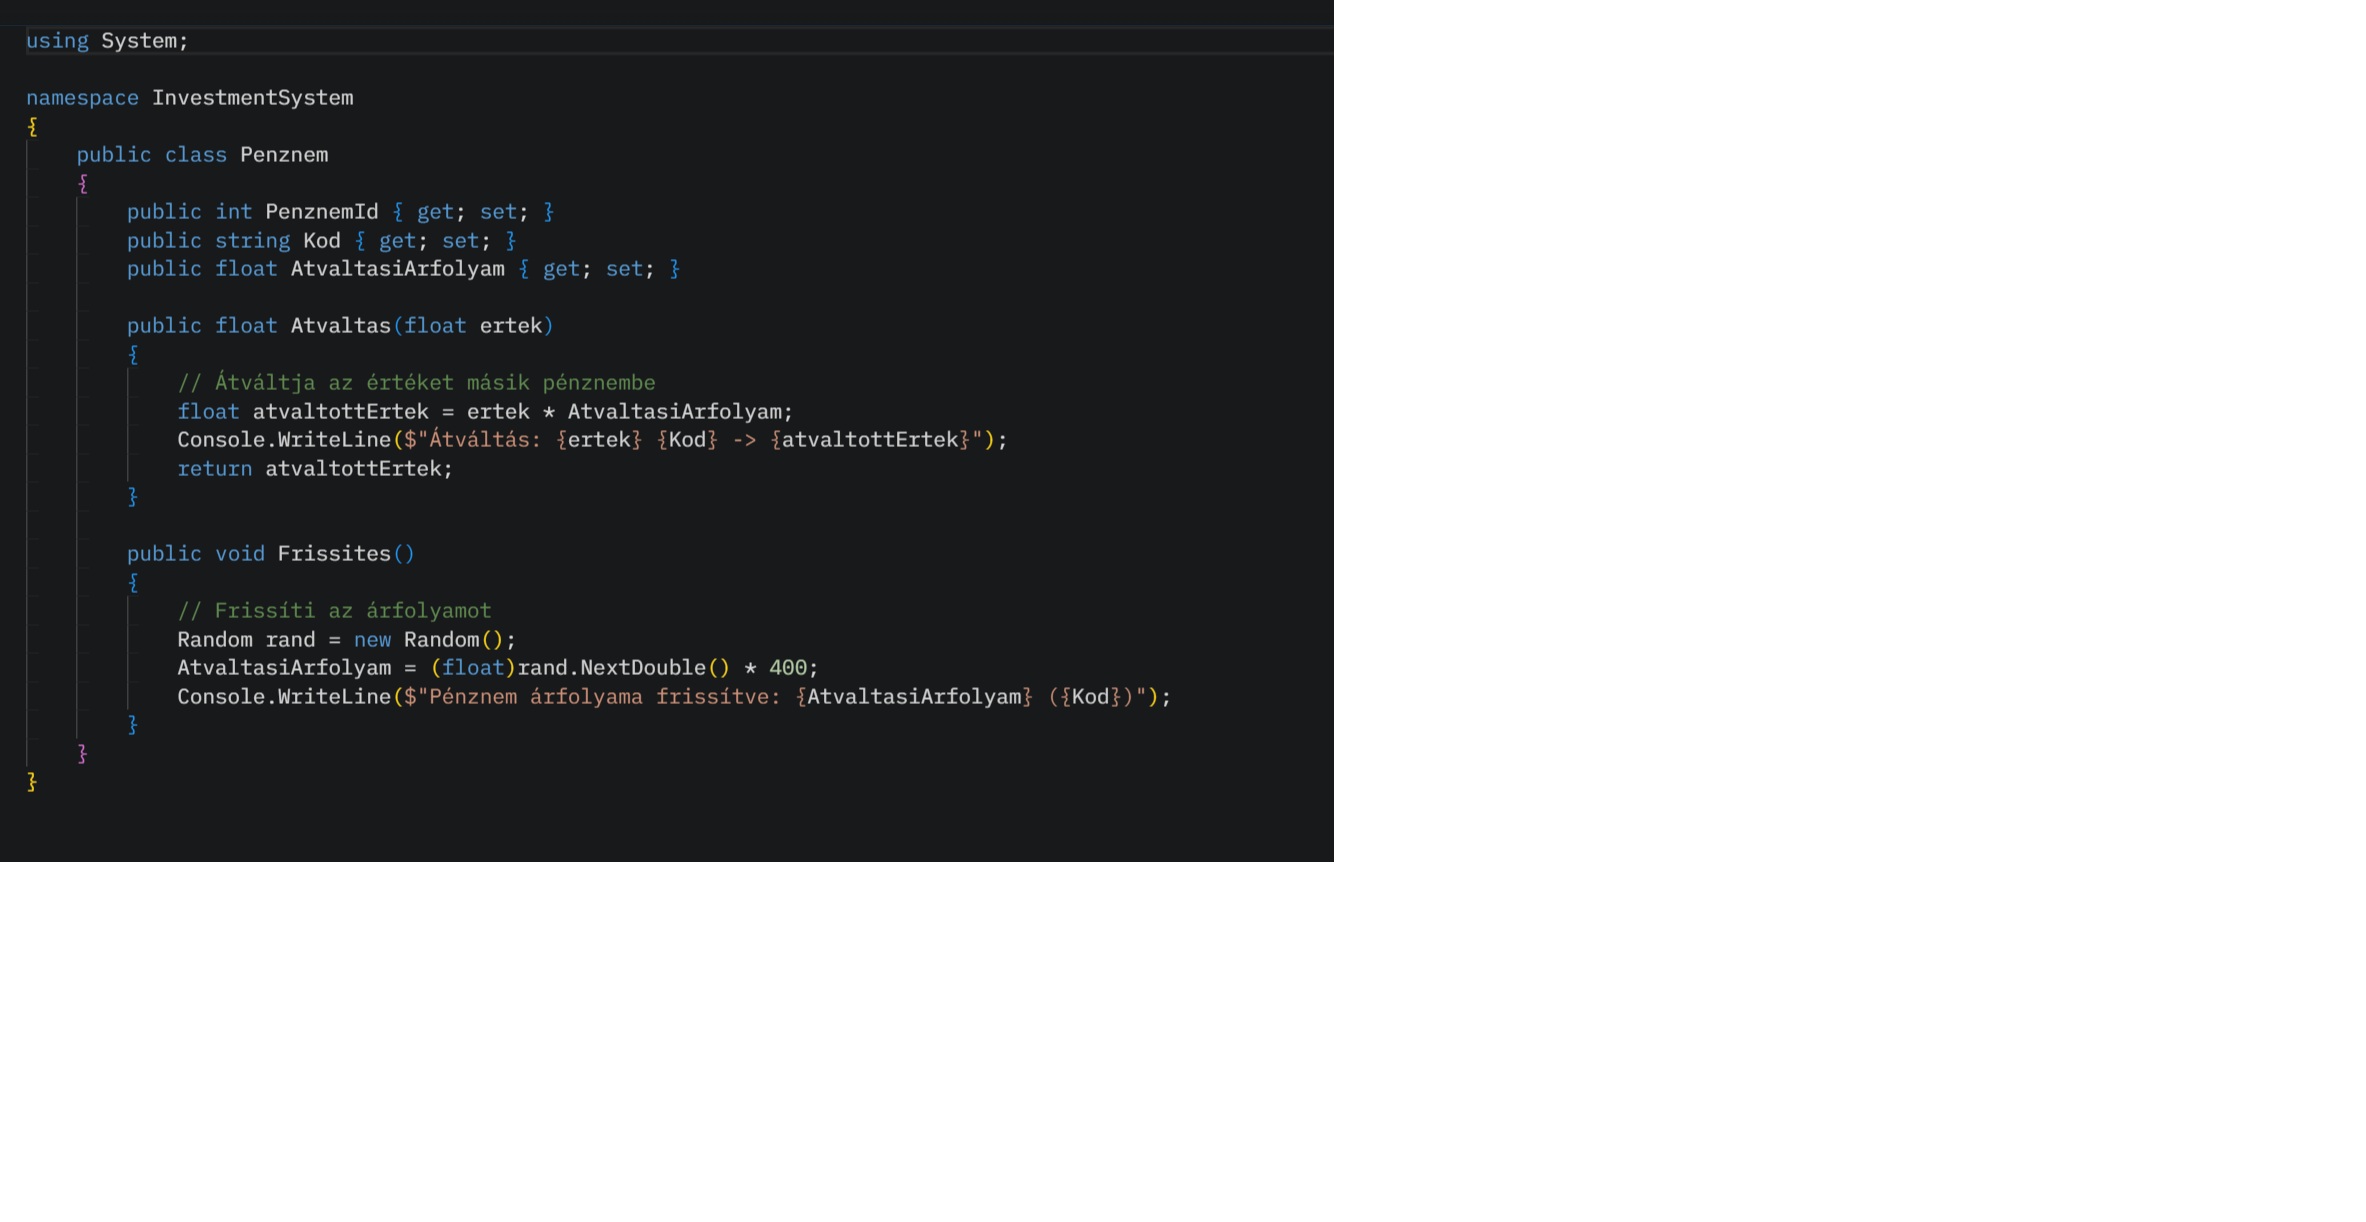 using System;
namespace InvestmentSystem
{
public class Penznem
{
public int PenznemId { get; set; }
public string Kod { get; set; }
public float AtvaltasiArfolyam { get; set; }
public float Atvaltas(float ertek)
{
// Átváltja az értéket másik pénznembe
float atvaltottErtek = ertek * AtvaltasiArfolyam;
Console.WriteLine($"Átváltás: {ertek} {Kod} -> {atvaltottErtek}");
return atvaltottErtek;
}
public void Frissites()
{
// Frissíti az árfolyamot
Random rand = new Random();
AtvaltasiArfolyam = (float)rand.NextDouble() * 400;
Console.WriteLine($"Pénznem árfolyama frissítve: {AtvaltasiArfolyam} ({Kod})");
}
}
}